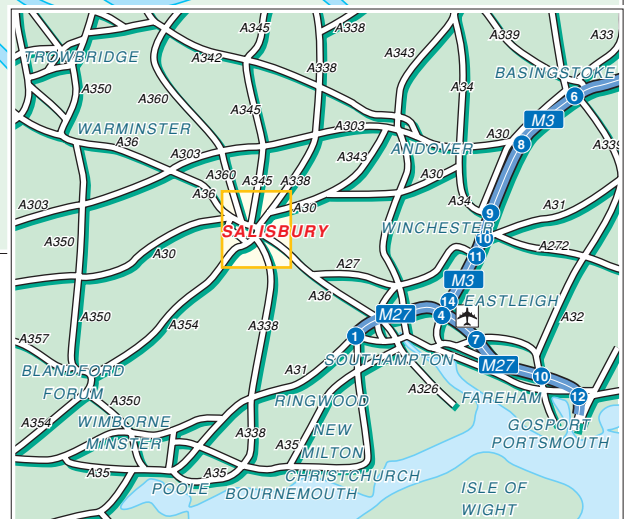 A345
A338
A339
A33
TROWBRIDGE
A342
A338
A343
BASINGSTOKE
A350
A360
A34
6
A345
M3
WARMINSTER
A303
A30
8
A36
A343
ANDOVER
A339
A303
A360
A345
A338
A30
A36
A34
A303
A30
9
A31
SALISBURY
WINCHESTER
10
A350
A272
A30
11
A27
M3
A36
14
EASTLEIGH
A350
M27
4
A32
A354
A338
1
7
A357
SOUTHAMPTON
M27
BLANDFORD
FORUM
A31
10
A326
A350
RINGWOOD
FAREHAM
12
A354
WIMBORNE
MINSTER
A338
NEW
MILTON
GOSPORT
PORTSMOUTH
A35
A35
A35
CHRISTCHURCH
POOLE
BOURNEMOUTH
ISLE OF
WIGHT